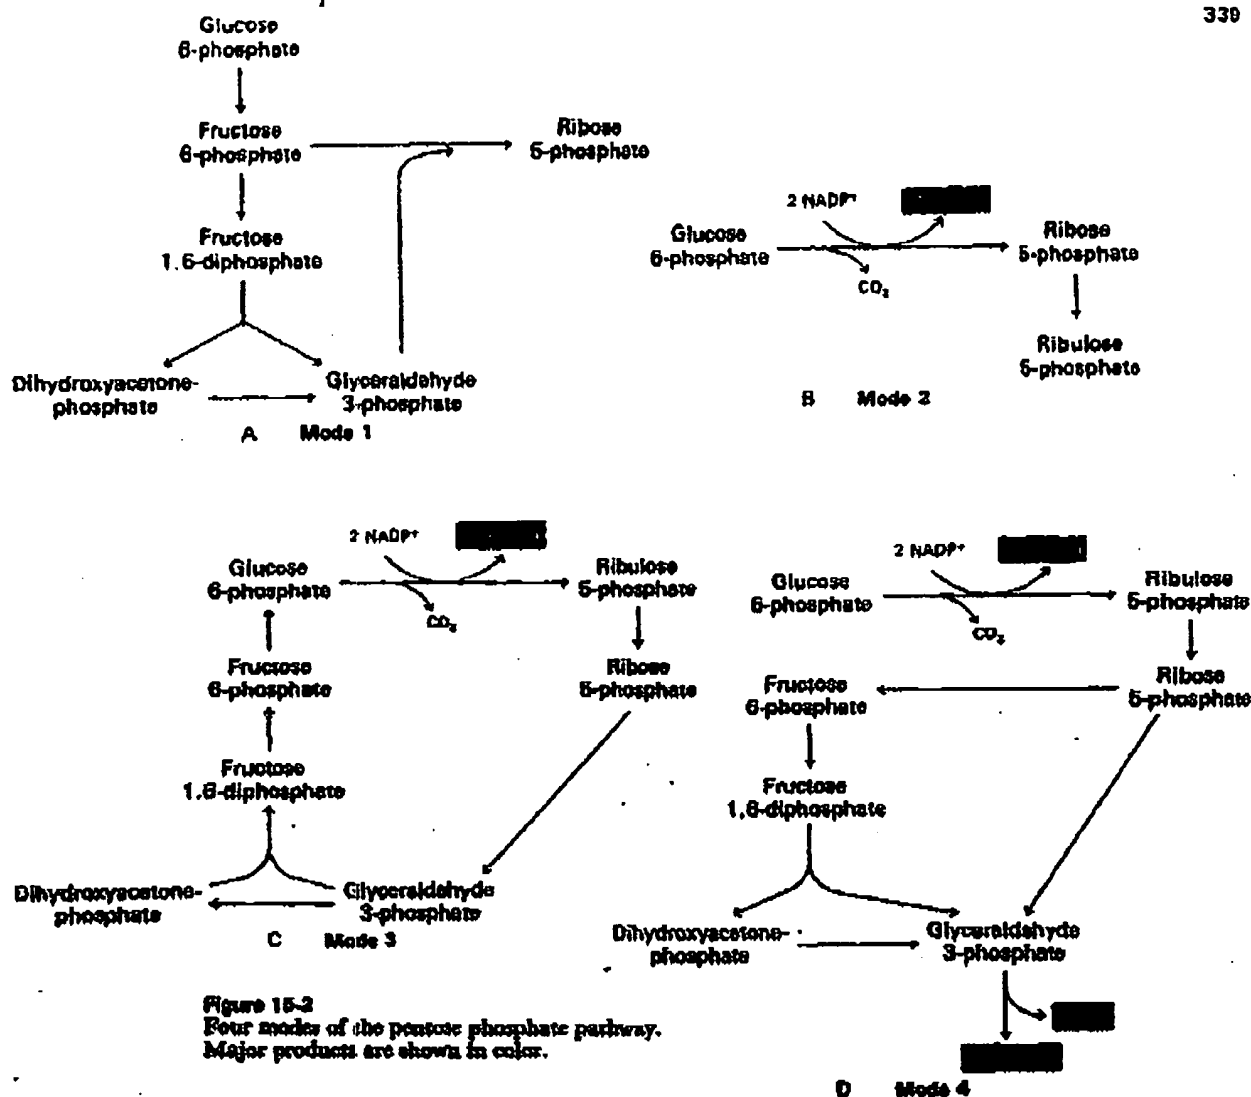 339
Glucose
6-phosphate
Fructose
6-phosphate
Ribose
5-phosphate
Fructose
1,6-diphosphate
Dihydroxyacetone-
phosphate
Glyceraldehyde
3-phosphate
A Mode 1
2 NADP+
Glucose
6-phosphate
CO2
Ribose
5-phosphate
Ribulose
5-phosphate
B Mode 2
2 NADP+
Glucose
6-phosphate
CO2
Ribulose
5-phosphate
Fructose
6-phosphate
Ribose
5-phosphate
Fructose
1,6-diphosphate
Dihydroxyacetone-
phosphate
Glyceraldehyde
3-phosphate
C Mode 3
2 NADP+
Glucose
6-phosphate
CO2
Ribulose
5-phosphate
Fructose
6-phosphate
Ribose
5-phosphate
Fructose
1,6-diphosphate
Dihydroxyacetone-
phosphate
Glyceraldehyde
3-phosphate
D Mode 4
Figure 15-2
Four modes of the pentose phosphate pathway.
Major products are shown in color.